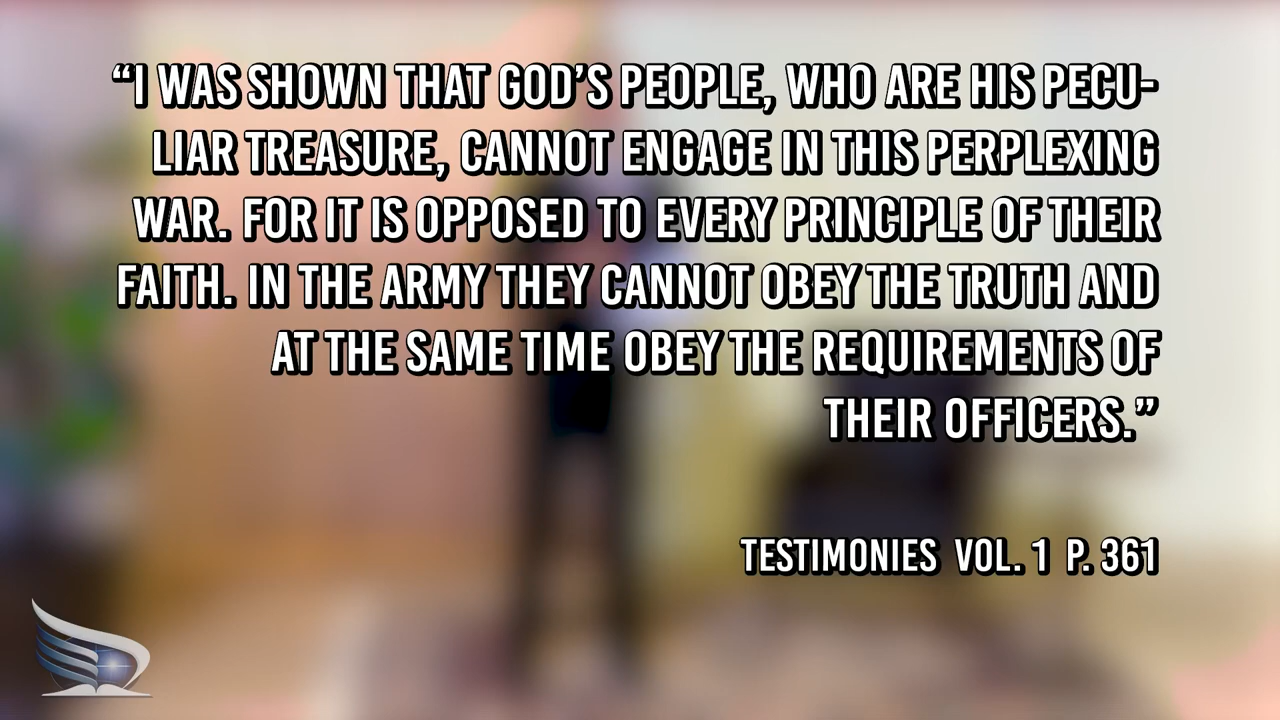 “I WAS SHOWN THAT GOD’S PEOPLE, WHO ARE HIS PECU-
LIAR TREASURE, CANNOT ENGAGE IN THIS PERPLEXING
WAR. FOR IT IS OPPOSED TO EVERY PRINCIPLE OF THEIR
FAITH. IN THE ARMY THEY CANNOT OBEY THE TRUTH AND
AT THE SAME TIME OBEY THE REQUIREMENTS OF
THEIR OFFICERS.”
TESTIMONIES VOL. 1 P. 361